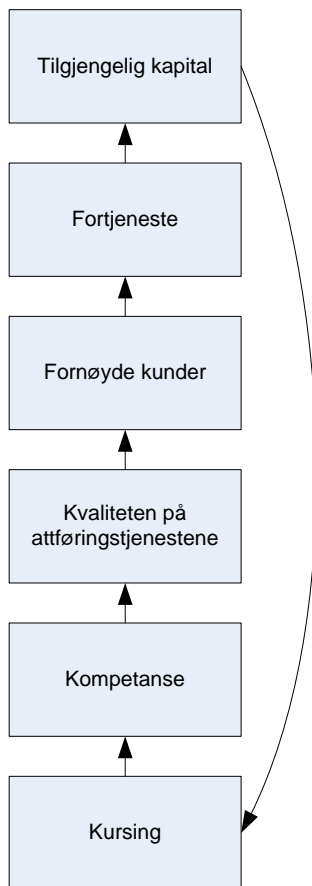 Tilgjengelig kapital
Fortjeneste
Fornøyde kunder
Kvaliteten på
attføringstjenestene
Kompetanse
Kursing